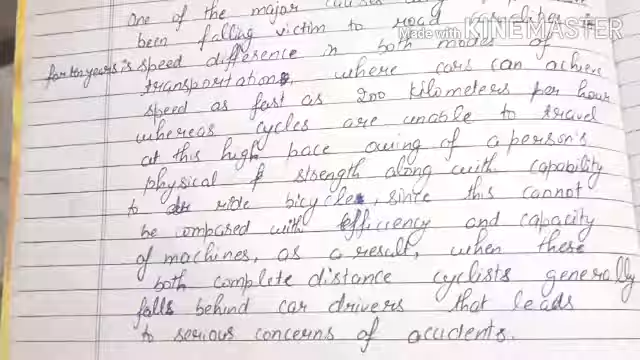 One of the major causes
been falling victim to road
Made with KINEMASTER
for ten years is speed difference in both modes of
transportation, where cars can achieve
speed as fast as 200 kilometers per hour
whereas cycles are unable to travel
at this high pace owing of a person's
physical strength along with capability
to ride bicycle, since this cannot
be compared with efficiency and capacity
of machines, as a result, when these
both complete distance cyclists generally
falls behind car drivers that leads
to serious concerns of accidents.